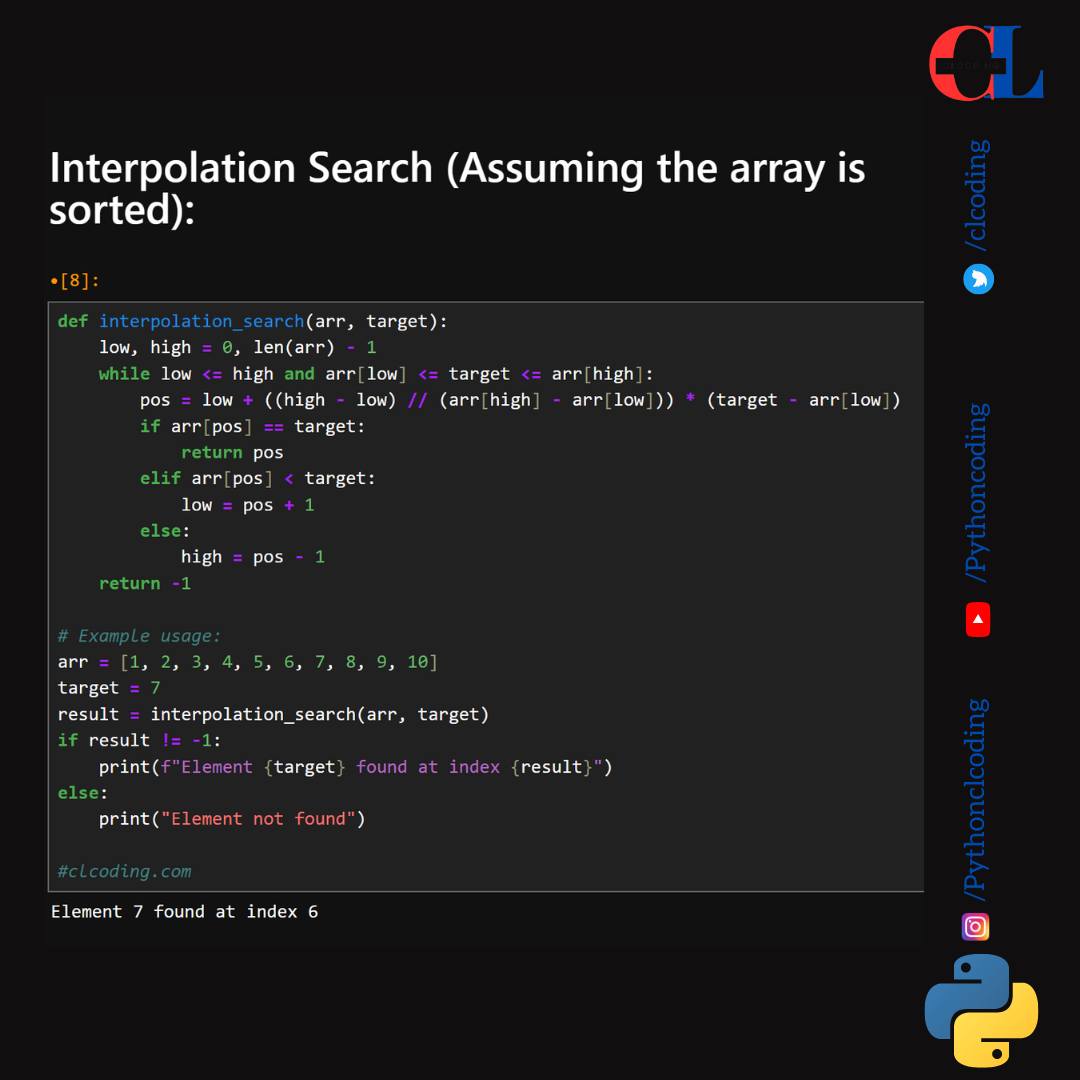 CL
Interpolation Search (Assuming the array is
sorted):
•[8]:
def interpolation_search(arr, target):
    low, high = 0, len(arr) - 1
    while low <= high and arr[low] <= target <= arr[high]:
        pos = low + ((high - low) // (arr[high] - arr[low])) * (target - arr[low])
        if arr[pos] == target:
            return pos
        elif arr[pos] < target:
            low = pos + 1
        else:
            high = pos - 1
    return -1
# Example usage:
arr = [1, 2, 3, 4, 5, 6, 7, 8, 9, 10]
target = 7
result = interpolation_search(arr, target)
if result != -1:
    print(f"Element {target} found at index {result}")
else:
    print("Element not found")
#clcoding.com
Element 7 found at index 6
/clcoding
/Pythoncoding
/Pythonclcoding